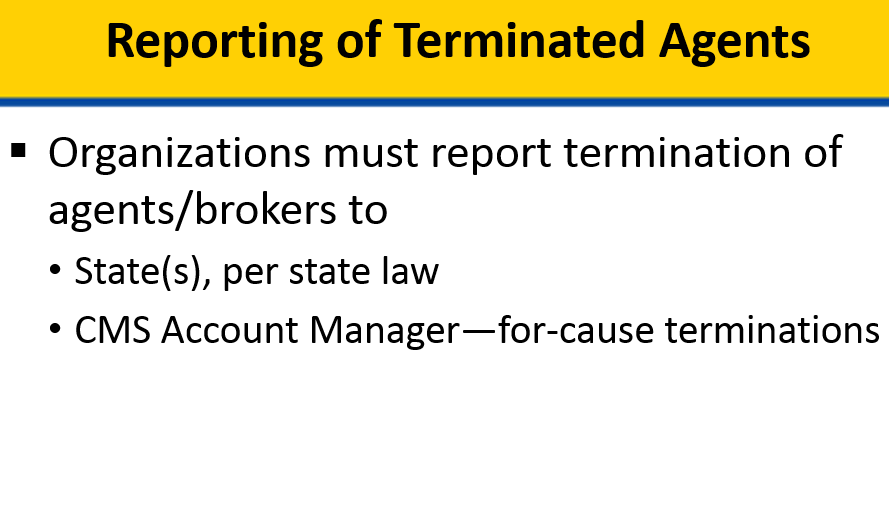 Reporting of Terminated Agents
▪ Organizations must report termination of
agents/brokers to
• State(s), per state law
• CMS Account Manager—for-cause terminations